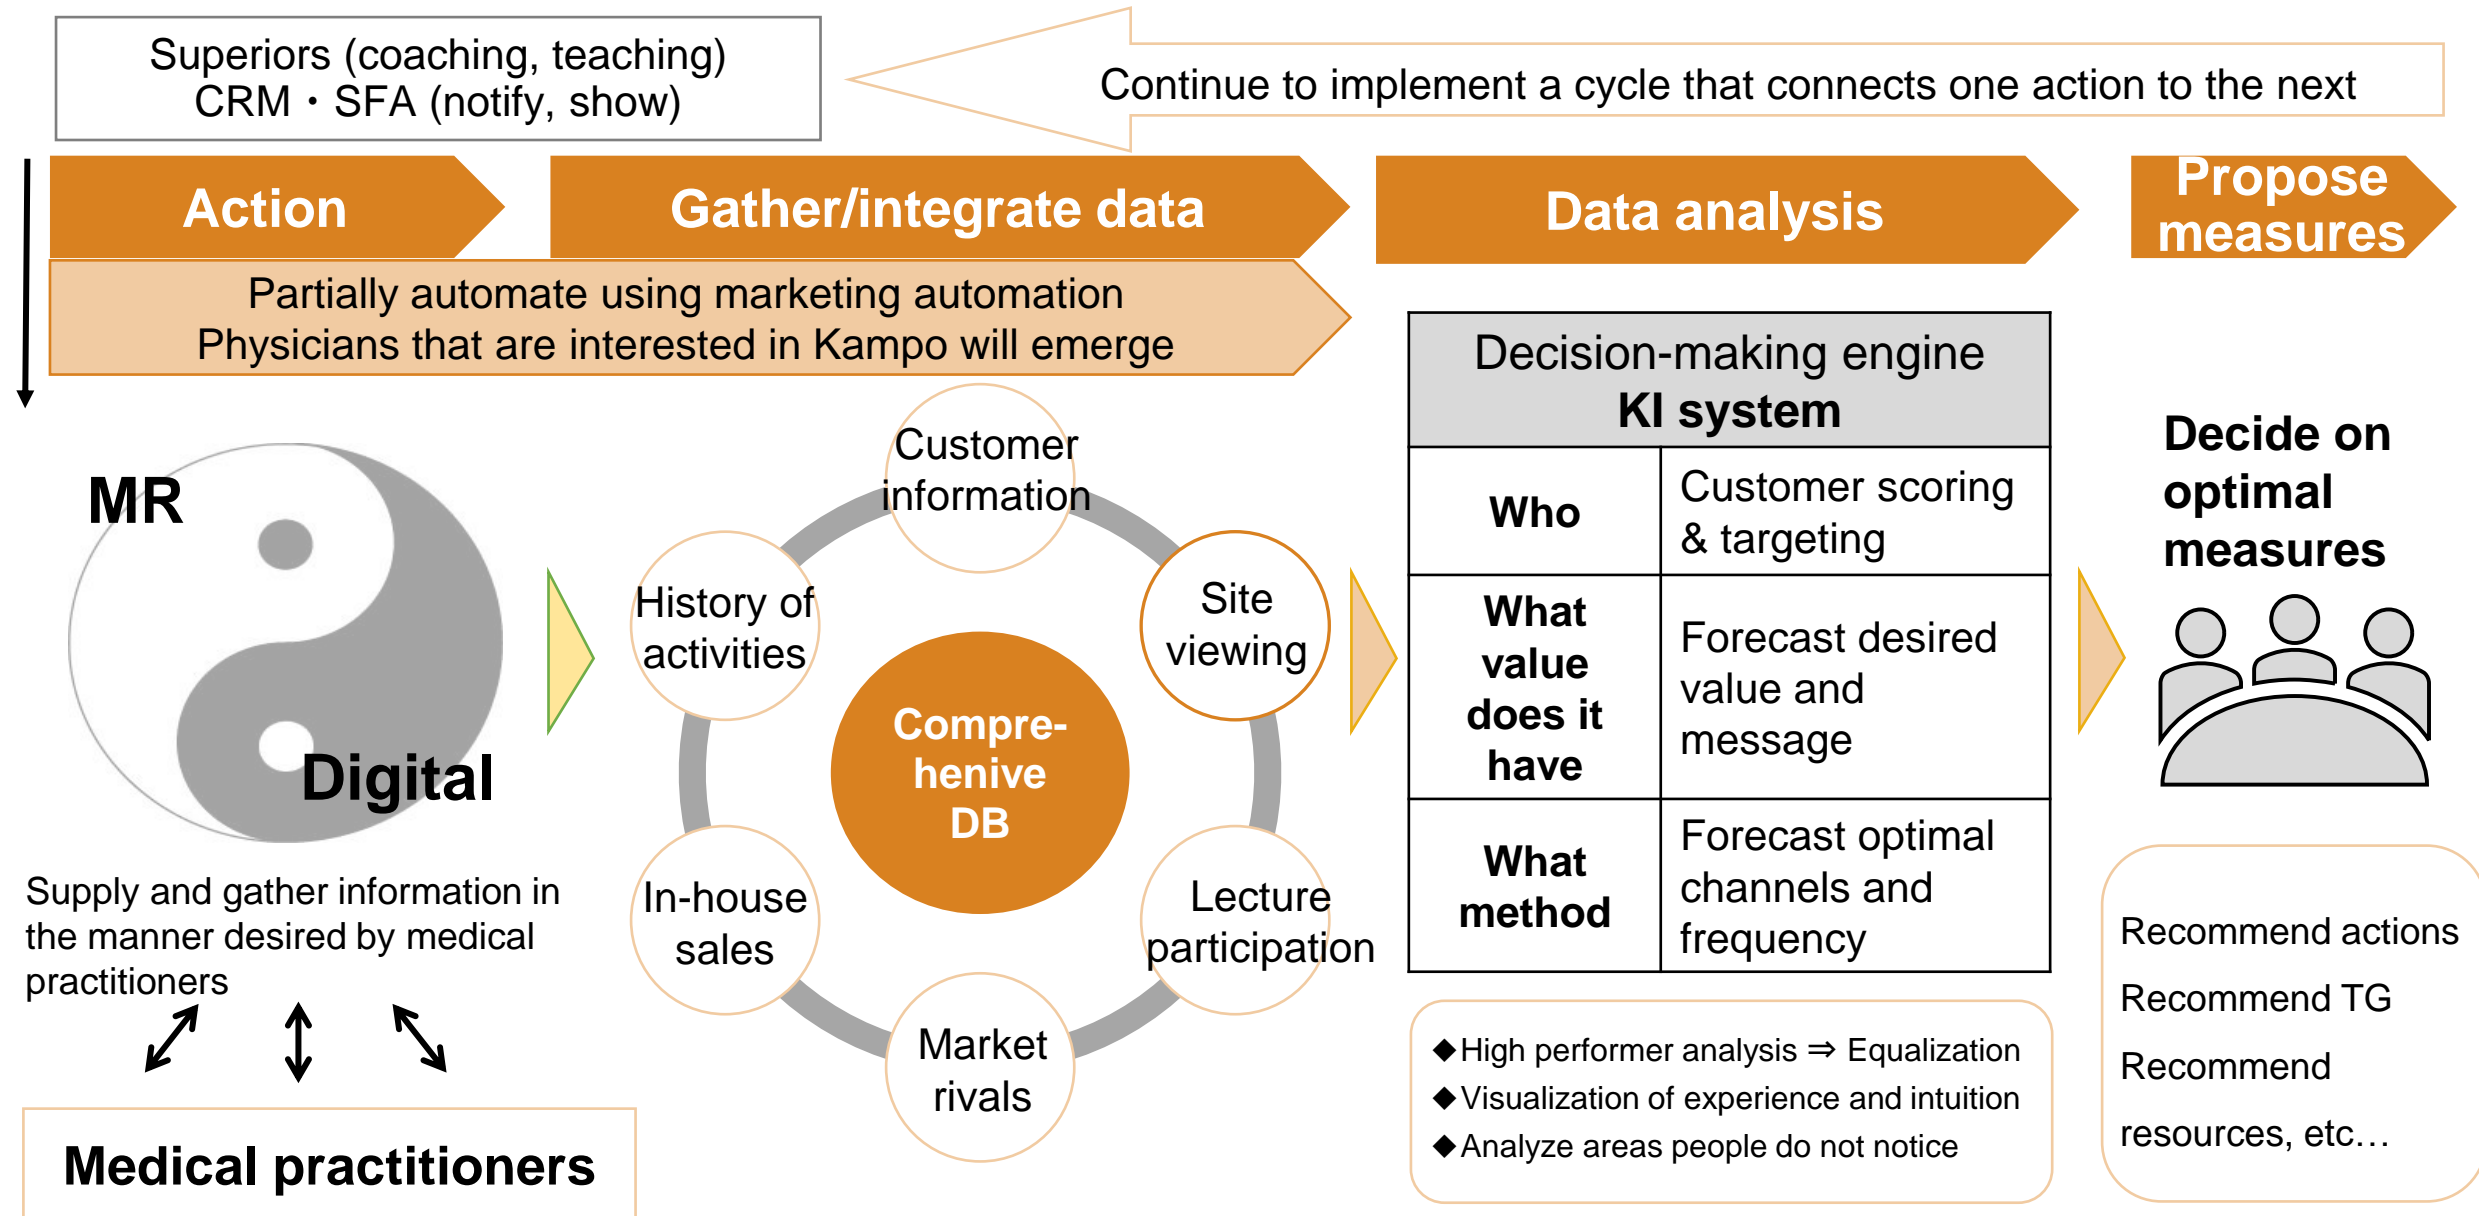 Superiors (coaching, teaching)
CRM・SFA (notify, show)
Continue to implement a cycle that connects one action to the next
Action
Gather/integrate data
Data analysis
Propose
measures
Partially automate using marketing automation
Physicians that are interested in Kampo will emerge
MR
Digital
Supply and gather information in
the manner desired by medical
practitioners
Medical practitioners
Customer
information
History of
activities
Site
viewing
Compre-
henive
DB
In-house
sales
Lecture
participation
Market
rivals
Decision-making engine
KI system
Who
Customer scoring
& targeting
What
value
does it
have
Forecast desired
value and
message
What
method
Forecast optimal
channels and
frequency
◆High performer analysis ⇒ Equalization
◆Visualization of experience and intuition
◆Analyze areas people do not notice
Decide on
optimal
measures
Recommend actions
Recommend TG
Recommend
resources, etc…